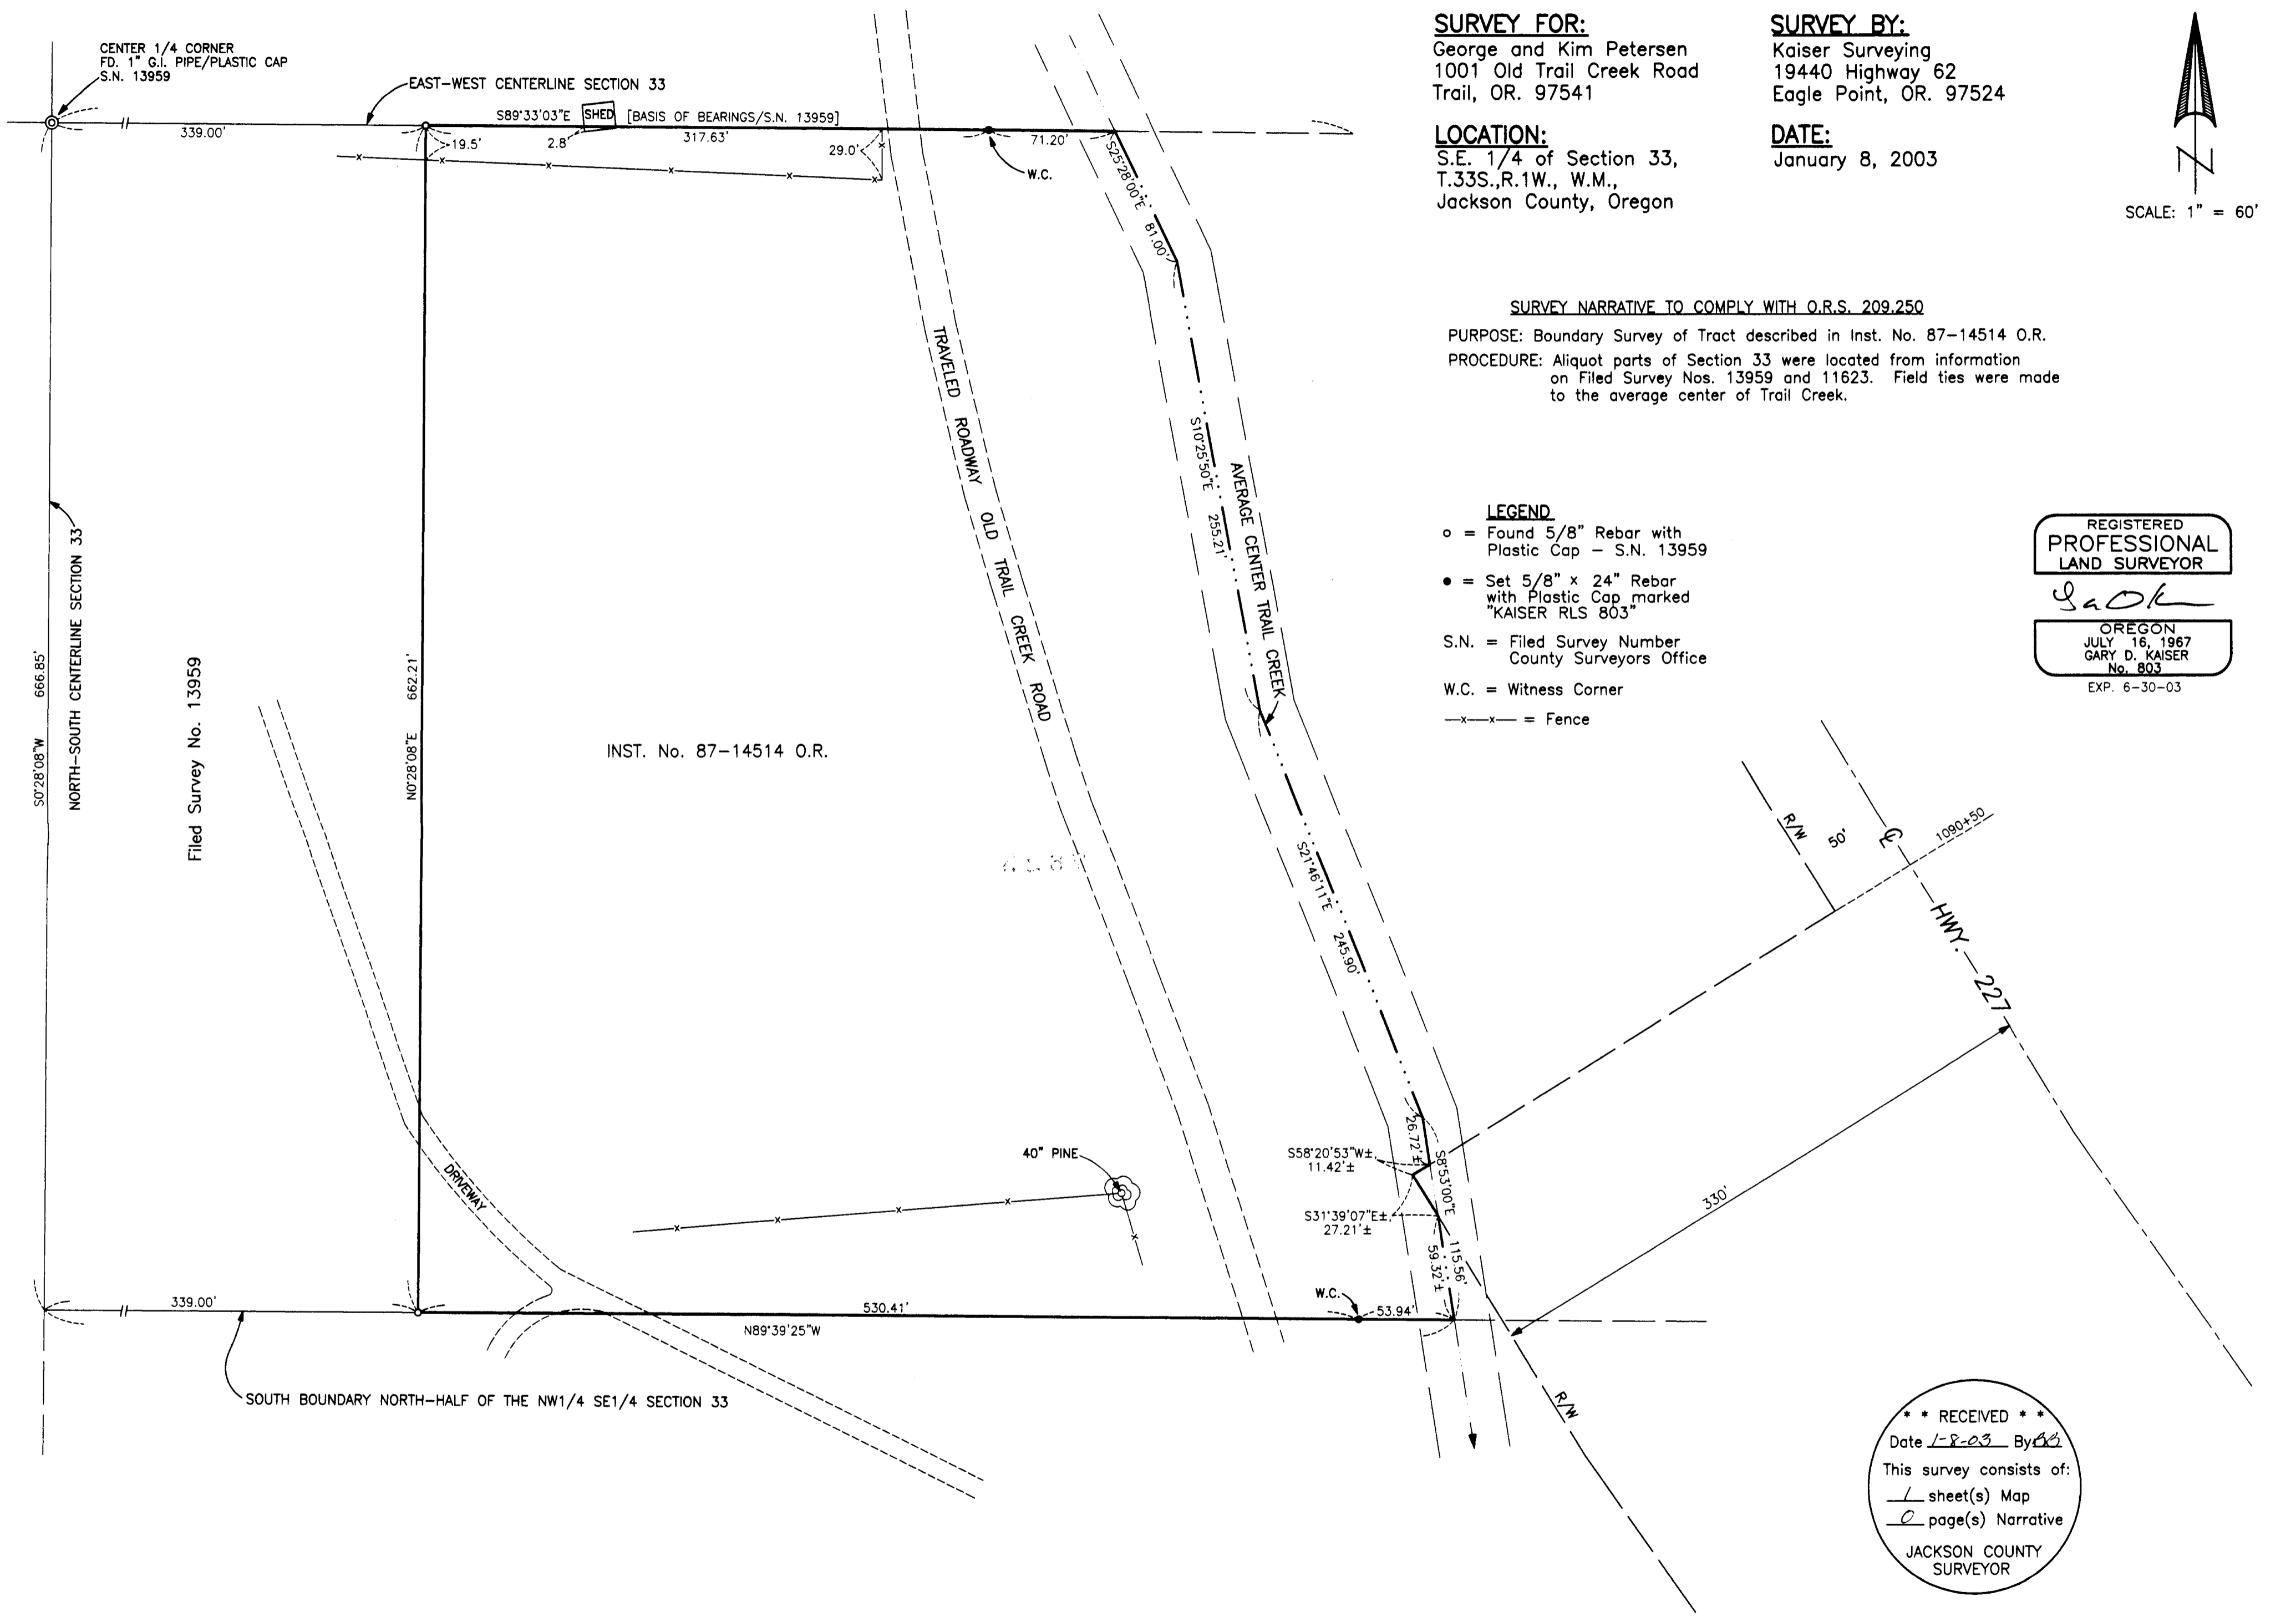 CENTER 1/4 CORNER
FD. 1" G.I. PIPE/PLASTIC CAP
S.N. 13959
EAST-WEST CENTERLINE SECTION 33
S89°33'03"E
SHED
[BASIS OF BEARINGS/S.N. 13959]
339.00'
19.5'
2.8'
317.63'
29.0'
71.20'
W.C.
S25°28'00"E 81.00'
SURVEY FOR:
George and Kim Petersen
1001 Old Trail Creek Road
Trail, OR. 97541
LOCATION:
S.E. 1/4 of Section 33,
T.33S.,R.1W., W.M.,
Jackson County, Oregon
SURVEY BY:
Kaiser Surveying
19440 Highway 62
Eagle Point, OR. 97524
DATE:
January 8, 2003
N
SCALE: 1" = 60'
SURVEY NARRATIVE TO COMPLY WITH O.R.S. 209.250
PURPOSE: Boundary Survey of Tract described in Inst. No. 87-14514 O.R.
PROCEDURE: Aliquot parts of Section 33 were located from information
on Filed Survey Nos. 13959 and 11623. Field ties were made
to the average center of Trail Creek.
LEGEND
o = Found 5/8" Rebar with
Plastic Cap - S.N. 13959
● = Set 5/8" x 24" Rebar
with Plastic Cap marked
"KAISER RLS 803"
S.N. = Filed Survey Number
County Surveyors Office
W.C. = Witness Corner
—x—x— = Fence
REGISTERED
PROFESSIONAL
LAND SURVEYOR
OREGON
JULY 16, 1967
GARY D. KAISER
No. 803
EXP. 6-30-03
TRAVELED ROADWAY OLD TRAIL CREEK ROAD
S10°25'50"E 255.21'
AVERAGE CENTER TRAIL CREEK
S0°28'08"W 666.85'
NORTH-SOUTH CENTERLINE SECTION 33
Filed Survey No. 13959
N0°28'08"E 662.21'
INST. No. 87-14514 O.R.
S21°46'11"E 245.90'
R/W
50'
℄
1090+50
HWY. 227
330'
DRIVEWAY
40" PINE
26.72'±
S58°20'53"W±,
11.42'±
S8°53'00"E 115.56'
S31°39'07"E±,
27.21'±
59.32'±
339.00'
530.41'
W.C.
53.94'
N89°39'25"W
SOUTH BOUNDARY NORTH-HALF OF THE NW1/4 SE1/4 SECTION 33
R/W
* * RECEIVED * *
Date 1-8-03 By
This survey consists of:
1 sheet(s) Map
0 page(s) Narrative
JACKSON COUNTY
SURVEYOR